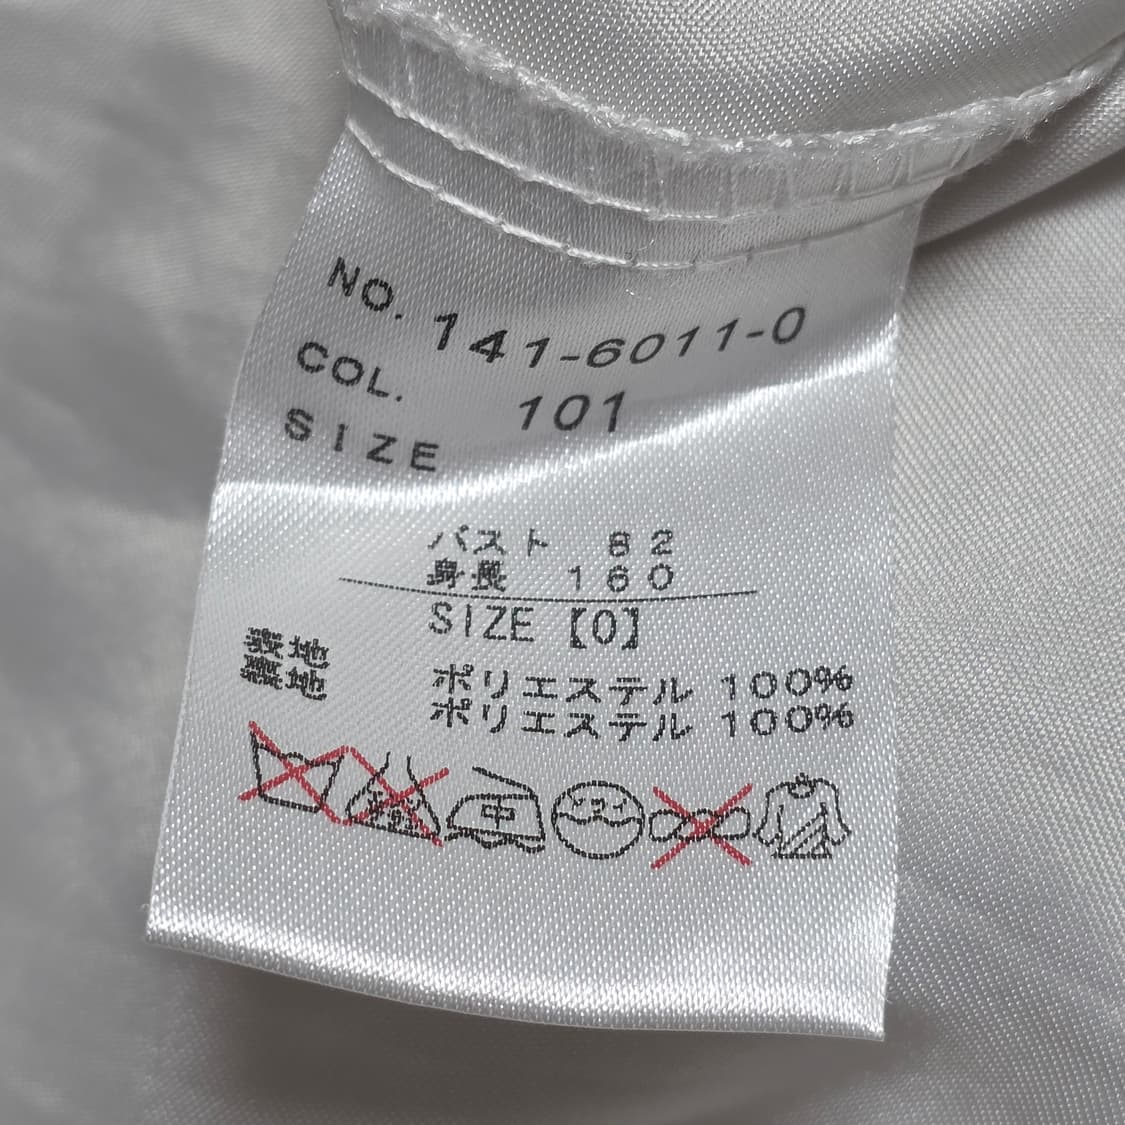 NO. 141-6011-0
COL. 101
SIZE
バスト 82
身長 160
SIZE【0】
表地 ポリエステル 100%
裏地 ポリエステル 100%
中 ドライ